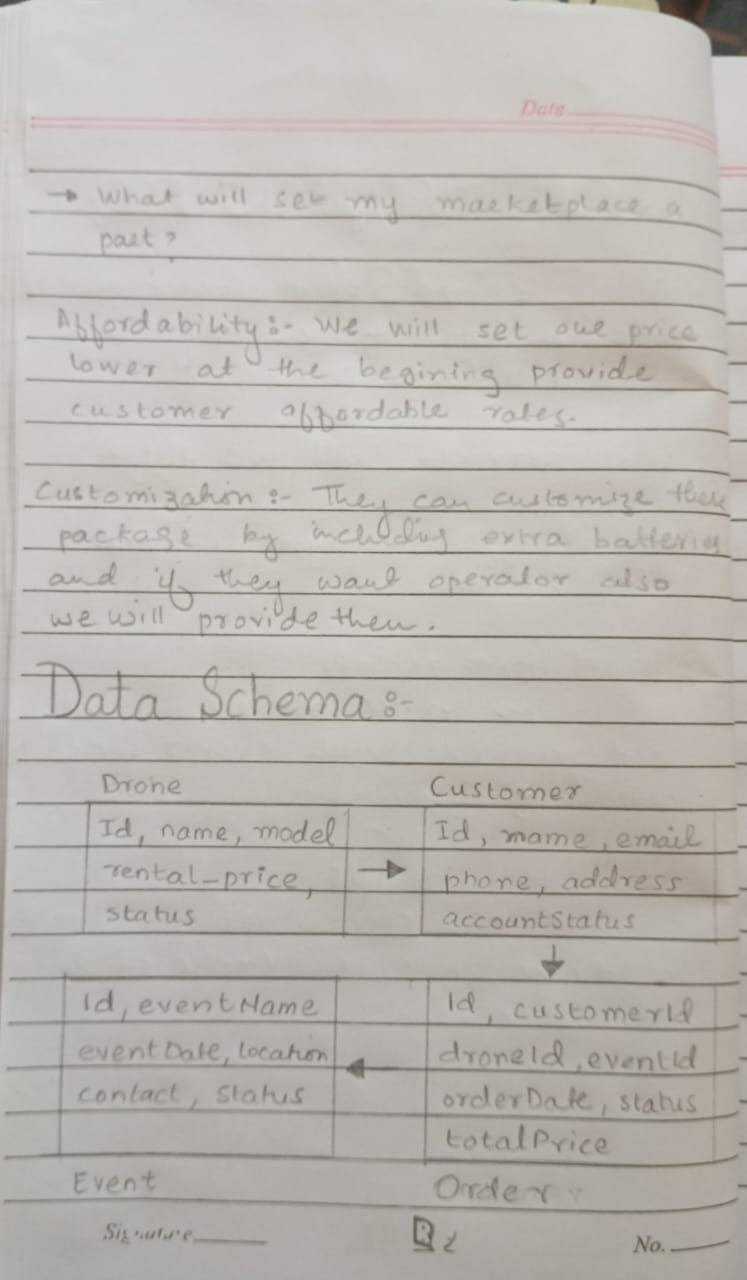 Date
→ What will set my marketplace a
part?
Affordability :- We will set our price
lower at the begining provide
customer affordable rates.
Customization :- They can customize their
package by including extra batteries
and if they want operator also
we will provide them.
Data Schema :-
Drone
Customer
Id, name, model
rental_price,
status
Id, name, email
phone, address
accountStatus
Id, eventName
eventDate, location
contact, status
Id, customerId
droneId, eventId
orderDate, status
totalPrice
Event
Order
Signature
No.